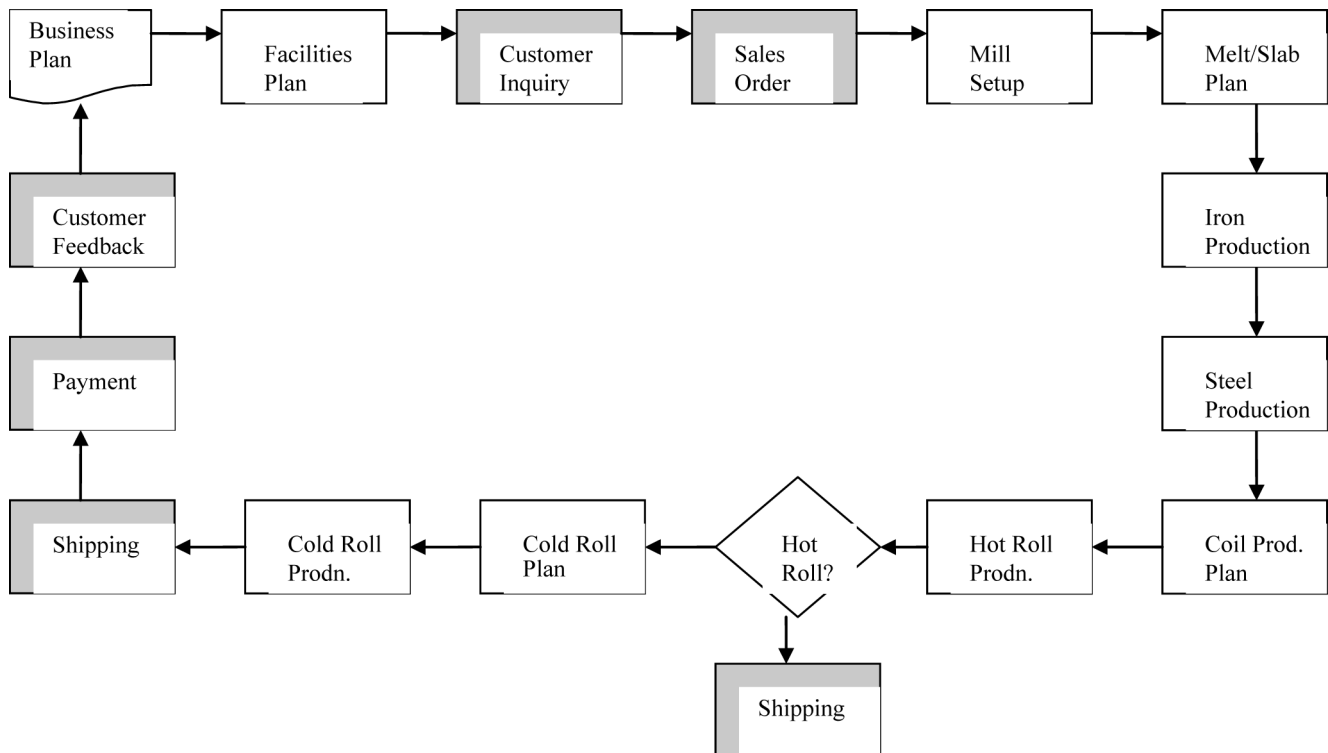 Business
Plan
Facilities
Plan
Customer
Inquiry
Sales
Order
Mill
Setup
Melt/Slab
Plan
Iron
Production
Steel
Production
Coil Prod.
Plan
Hot Roll
Prodn.
Hot
Roll?
Shipping
Cold Roll
Plan
Cold Roll
Prodn.
Shipping
Payment
Customer
Feedback